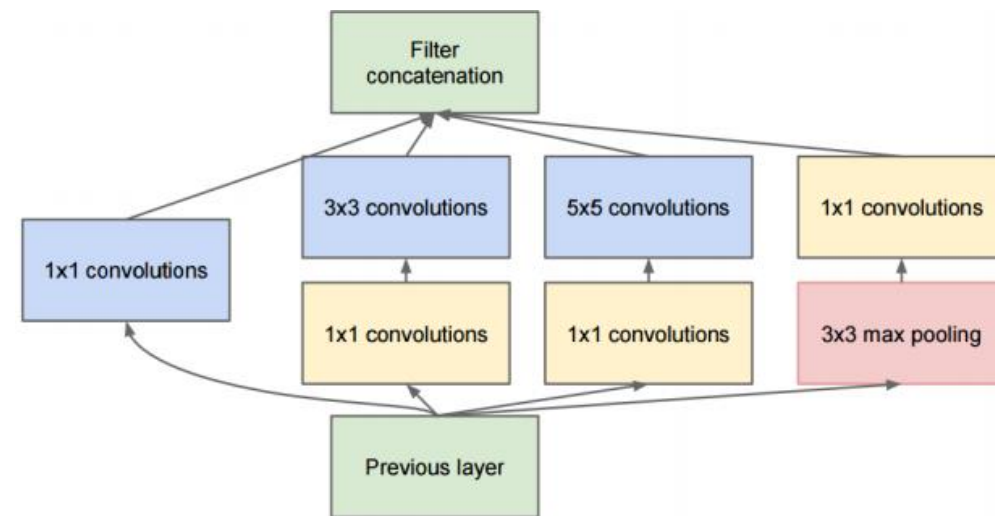 Filter
concatenation
3x3 convolutions
5x5 convolutions
1x1 convolutions
1x1 convolutions
1x1 convolutions
1x1 convolutions
3x3 max pooling
Previous layer